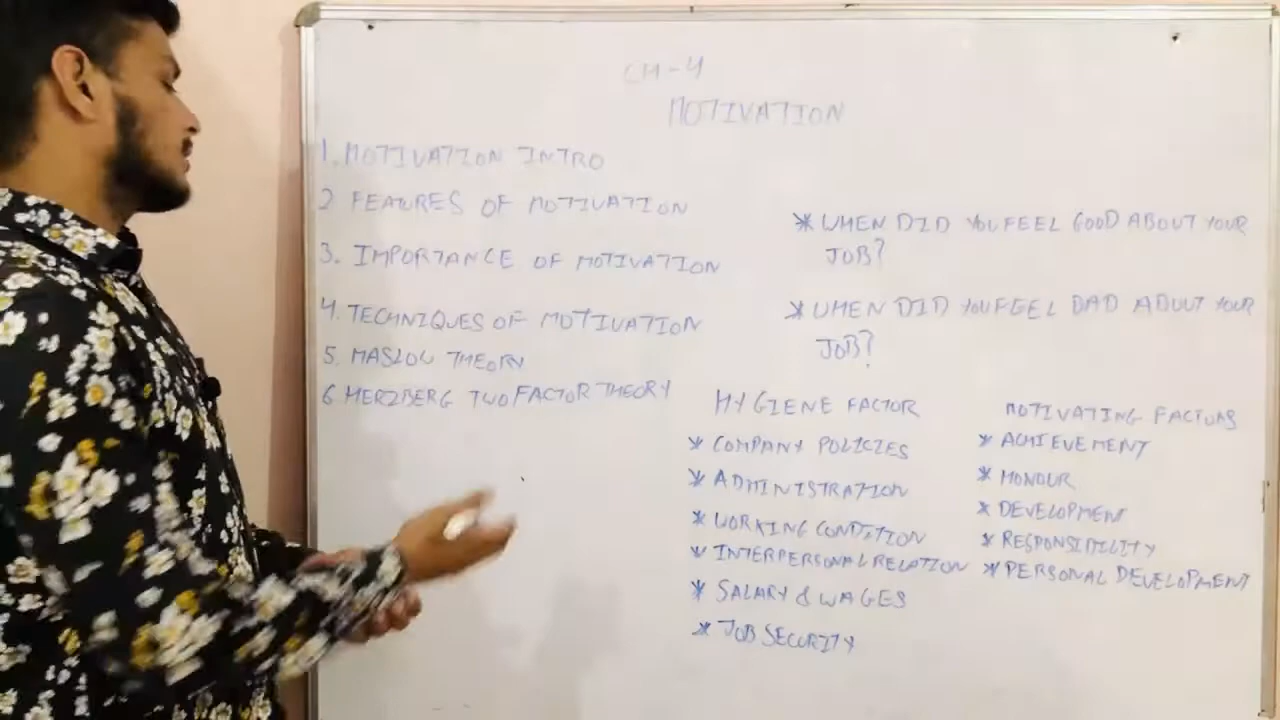 CH-4
MOTIVATION
1. MOTIVATION INTRO
2 FEATURES OF MOTIVATION
3. IMPORTANCE OF MOTIVATION
4. TECHNIQUES OF MOTIVATION
5. MASLOW THEORY
6 HERZBERG TWO FACTOR THEORY
* WHEN DID YOU FEEL GOOD ABOUT YOUR
JOB?
* WHEN DID YOU FEEL BAD ABOUT YOUR
JOB?
HYGIENE FACTOR
* COMPANY POLICIES
* ADMINISTRATION
* WORKING CONDITION
* INTERPERSONAL RELATION
* SALARY & WAGES
* JOB SECURITY
MOTIVATING FACTORS
* ACHIEVEMENT
* HONOUR
* DEVELOPMENT
* RESPONSIBILITY
* PERSONAL DEVELOPMENT